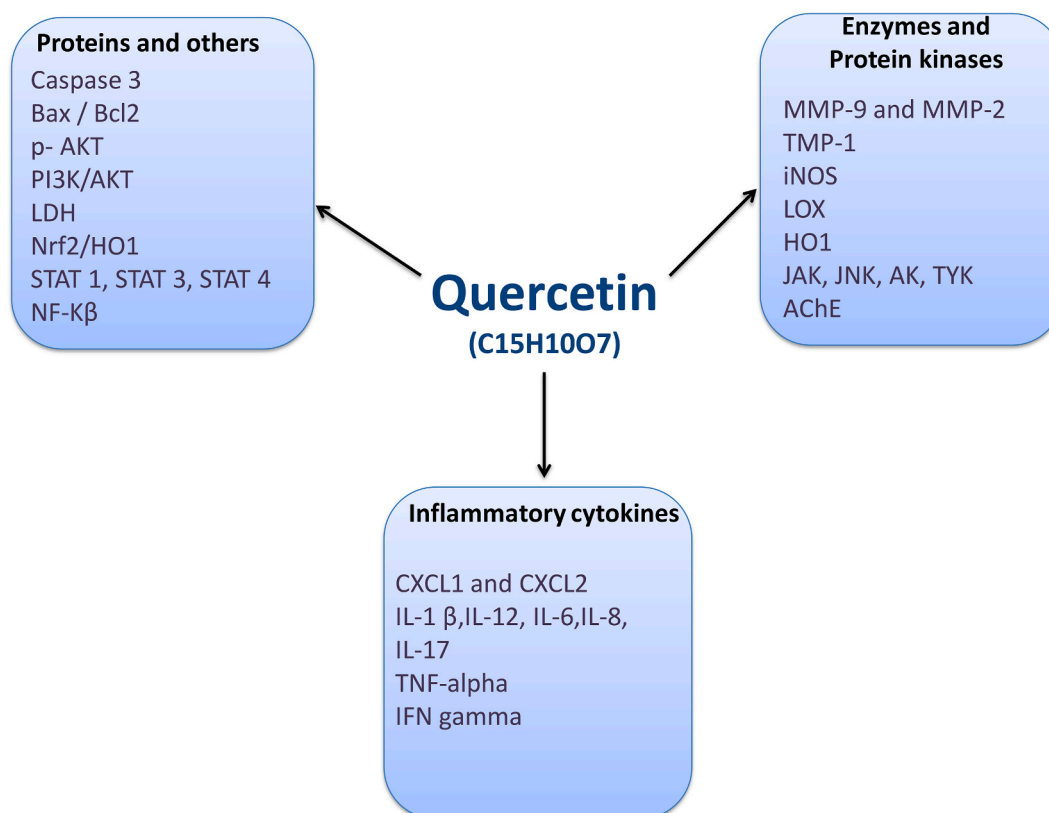 Proteins and others
Caspase 3
Bax / Bcl2
p- AKT
PI3K/AKT
LDH
Nrf2/HO1
STAT 1, STAT 3, STAT 4
NF-Kβ
Enzymes and
Protein kinases
MMP-9 and MMP-2
TMP-1
iNOS
LOX
HO1
JAK, JNK, AK, TYK
AChE
Quercetin
(C15H10O7)
Inflammatory cytokines
CXCL1 and CXCL2
IL-1 β,IL-12, IL-6,IL-8,
IL-17
TNF-alpha
IFN gamma